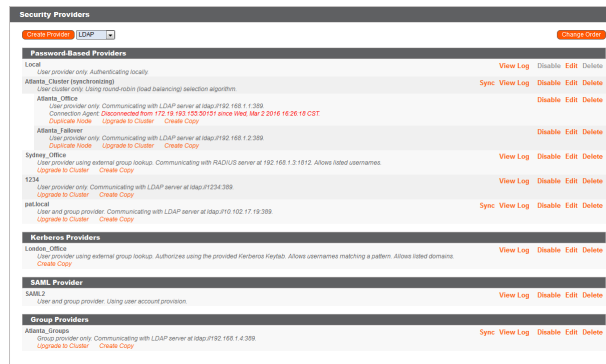 Security Providers
Create Provider LDAP Change Order
Password-Based Providers
Local View Log Disable Edit Delete
User provider only. Authenticating locally.
Atlanta_Cluster (synchronizing) Sync View Log Disable Edit Delete
User cluster only. Using round-robin (load balancing) selection algorithm.
Atlanta_Office Disable Edit Delete
User provider only. Communicating with LDAP server at ldap://192.168.1.1:389.
Connection Agent: Disconnected from 172.19.193.155:50151 since Wed, Mar 2 2016 16:26:18 CST.
Duplicate Node Upgrade to Cluster Create Copy
Atlanta_Failover Disable Edit Delete
User provider only. Communicating with LDAP server at ldap://192.168.1.2:389.
Duplicate Node Upgrade to Cluster Create Copy
Sydney_Office View Log Disable Edit Delete
User provider using external group lookup. Communicating with RADIUS server at 192.168.1.3:1812. Allows listed usernames.
Upgrade to Cluster Create Copy
1234 View Log Disable Edit Delete
User provider only. Communicating with LDAP server at ldap://1234:389.
Upgrade to Cluster Create Copy
pat.local Sync View Log Disable Edit Delete
User and group provider. Communicating with LDAP server at ldap://10.102.17.19:389.
Upgrade to Cluster Create Copy
Kerberos Providers
London_Office View Log Disable Edit Delete
User provider using external group lookup. Authorizes using the provided Kerberos Keytab. Allows usernames matching a pattern. Allows listed domains.
Create Copy
SAML Provider
SAML2 View Log Disable Edit Delete
User and group provider. Using user account provision.
Group Providers
Atlanta_Groups Sync View Log Disable Edit Delete
Group provider only. Communicating with LDAP server at ldap://192.168.1.4:389.
Upgrade to Cluster Create Copy